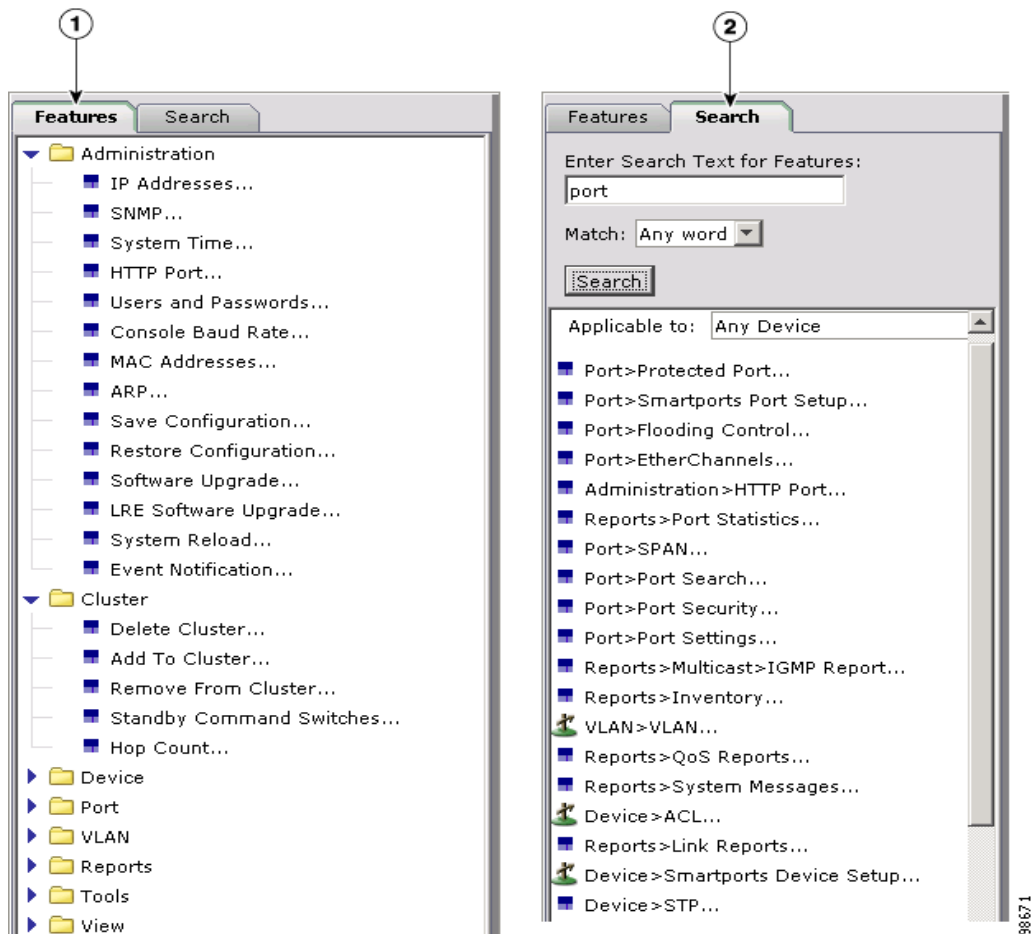 1
Features Search
Administration
IP Addresses...
SNMP...
System Time...
HTTP Port...
Users and Passwords...
Console Baud Rate...
MAC Addresses...
ARP...
Save Configuration...
Restore Configuration...
Software Upgrade...
LRE Software Upgrade...
System Reload...
Event Notification...
Cluster
Delete Cluster...
Add To Cluster...
Remove From Cluster...
Standby Command Switches...
Hop Count...
Device
Port
VLAN
Reports
Tools
View
2
Features Search
Enter Search Text for Features:
port
Match: Any word
Search
Applicable to: Any Device
Port>Protected Port...
Port>Smartports Port Setup...
Port>Flooding Control...
Port>EtherChannels...
Administration>HTTP Port...
Reports>Port Statistics...
Port>SPAN...
Port>Port Search...
Port>Port Security...
Port>Port Settings...
Reports>Multicast>IGMP Report...
Reports>Inventory...
VLAN>VLAN...
Reports>QoS Reports...
Reports>System Messages...
Device>ACL...
Reports>Link Reports...
Device>Smartports Device Setup...
Device>STP...
98671